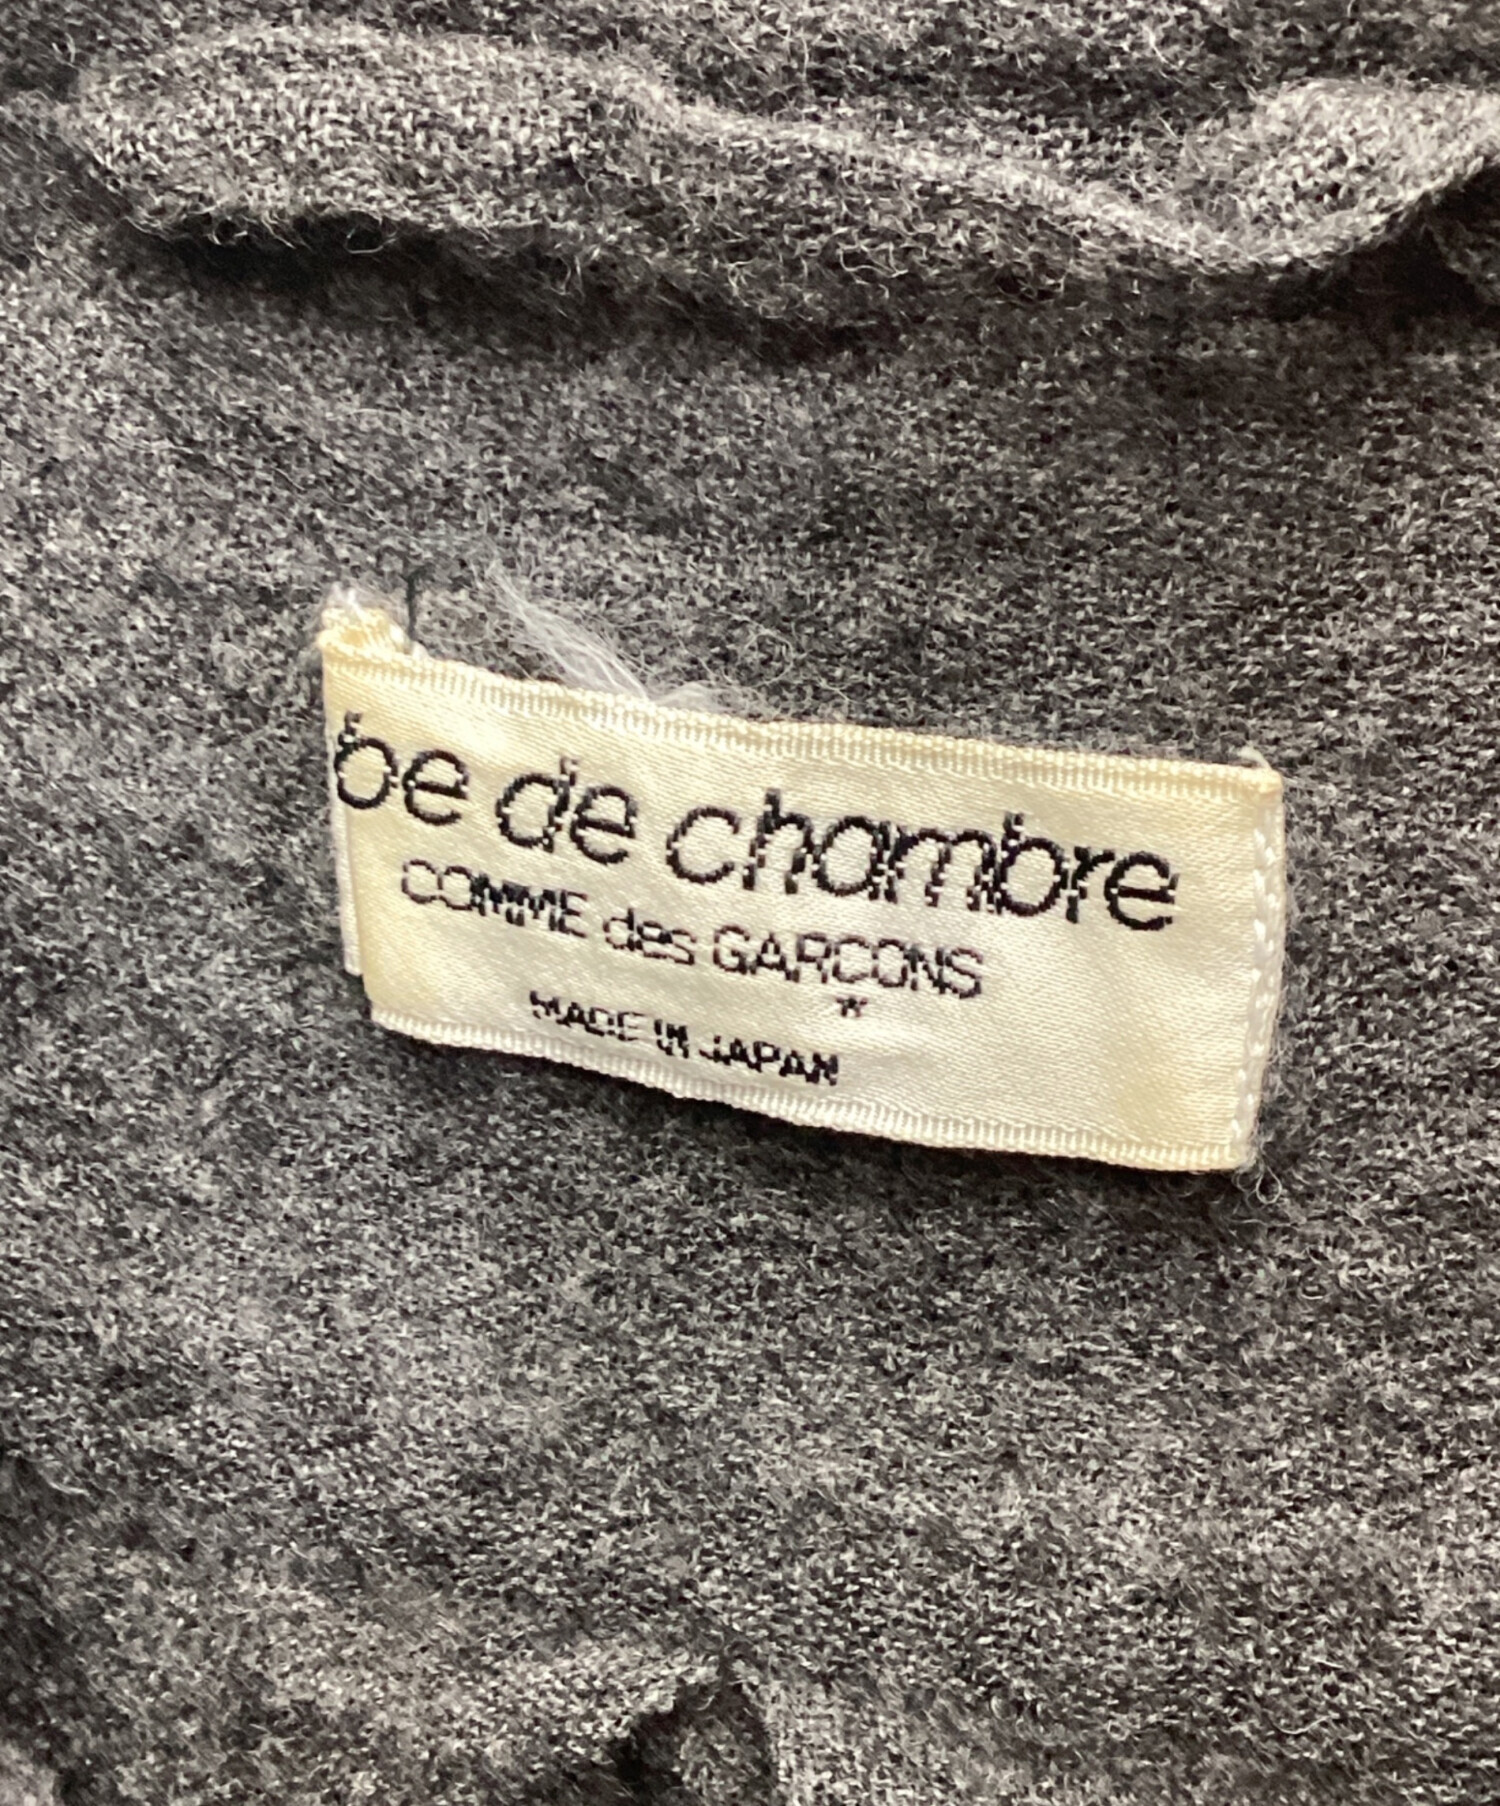 be de chambre
COMME des GARCONS
*
MADE IN JAPAN